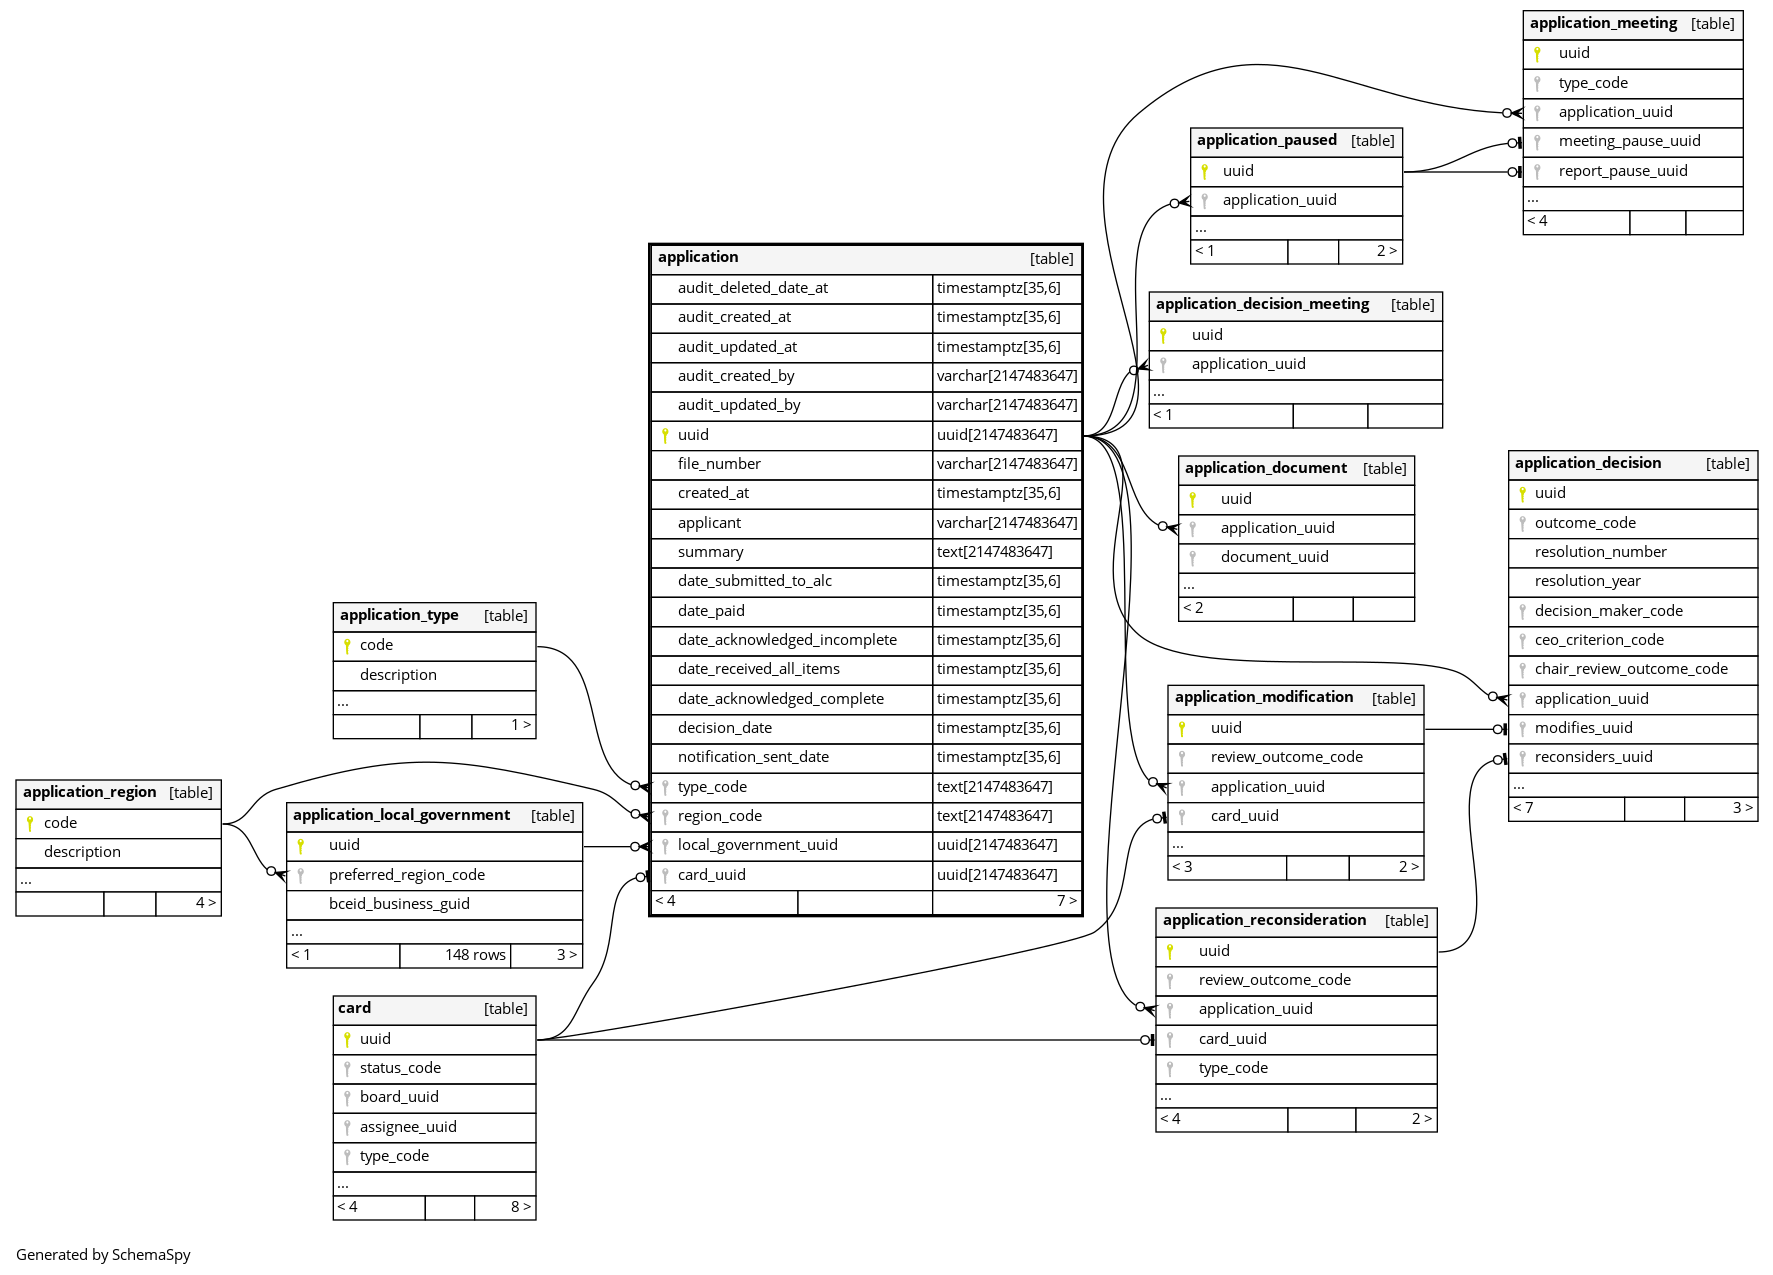 application_meeting [table]
uuid
type_code
application_uuid
meeting_pause_uuid
report_pause_uuid
...
< 4
application_paused [table]
uuid
application_uuid
...
< 1 2 >
application [table]
audit_deleted_date_at timestamptz[35,6]
audit_created_at timestamptz[35,6]
audit_updated_at timestamptz[35,6]
audit_created_by varchar[2147483647]
audit_updated_by varchar[2147483647]
uuid uuid[2147483647]
file_number varchar[2147483647]
created_at timestamptz[35,6]
applicant varchar[2147483647]
summary text[2147483647]
date_submitted_to_alc timestamptz[35,6]
date_paid timestamptz[35,6]
date_acknowledged_incomplete timestamptz[35,6]
date_received_all_items timestamptz[35,6]
date_acknowledged_complete timestamptz[35,6]
decision_date timestamptz[35,6]
notification_sent_date timestamptz[35,6]
type_code text[2147483647]
region_code text[2147483647]
local_government_uuid uuid[2147483647]
card_uuid uuid[2147483647]
< 4 7 >
application_decision_meeting [table]
uuid
application_uuid
...
< 1
application_document [table]
uuid
application_uuid
document_uuid
...
< 2
application_decision [table]
uuid
outcome_code
resolution_number
resolution_year
decision_maker_code
ceo_criterion_code
chair_review_outcome_code
application_uuid
modifies_uuid
reconsiders_uuid
...
< 7 3 >
application_type [table]
code
description
...
1 >
application_modification [table]
uuid
review_outcome_code
application_uuid
card_uuid
...
< 3 2 >
application_region [table]
code
description
...
4 >
application_local_government [table]
uuid
preferred_region_code
bceid_business_guid
...
< 1 148 rows 3 >
application_reconsideration [table]
uuid
review_outcome_code
application_uuid
card_uuid
type_code
...
< 4 2 >
card [table]
uuid
status_code
board_uuid
assignee_uuid
type_code
...
< 4 8 >
Generated by SchemaSpy